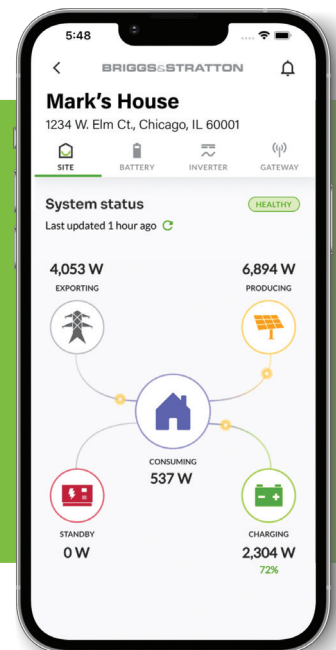 5:48
BRIGGS&STRATTON
Mark's House
1234 W. Elm Ct., Chicago, IL 60001
SITE BATTERY INVERTER GATEWAY
System status HEALTHY
Last updated 1 hour ago
4,053 W 6,894 W
EXPORTING PRODUCING
CONSUMING
537 W
STANDBY CHARGING
0 W 2,304 W
72%